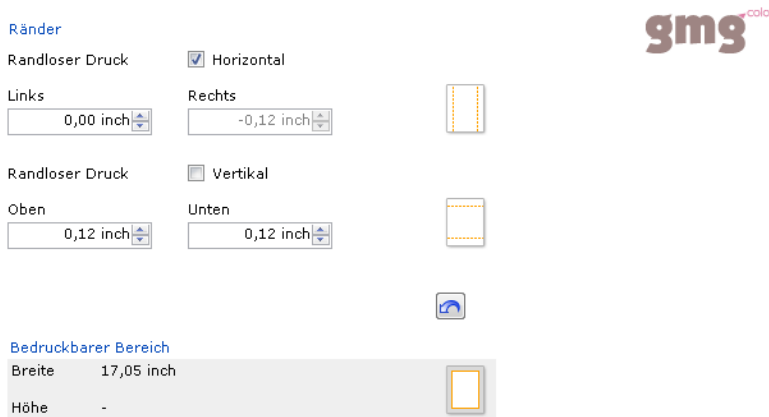 Ränder
gmg color
Randloser Druck Horizontal
Links Rechts
0,00 inch -0,12 inch
Randloser Druck Vertikal
Oben Unten
0,12 inch 0,12 inch
Bedruckbarer Bereich
Breite 17,05 inch
Höhe -